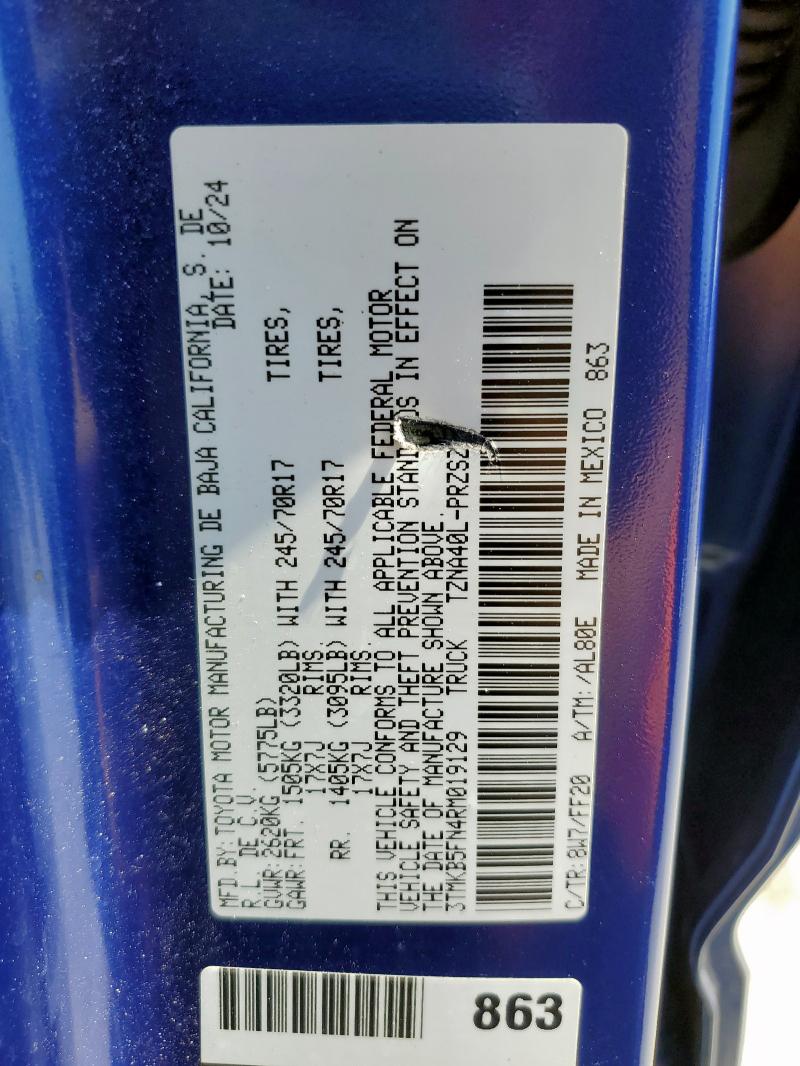 MFD.BY:TOYOTA MOTOR MANUFACTURING DE BAJA CALIFORNIA, S. DE
R.L. DE C.V. DATE: 10/24
GVWR:2620KG (5775LB)
GAWR:FRT. 1505KG (3320LB) WITH 245/70R17 TIRES,
17X7J RIMS
RR. 1405KG (3095LB) WITH 245/70R17 TIRES,
17X7J RIMS
THIS VEHICLE CONFORMS TO ALL APPLICABLE FEDERAL MOTOR
VEHICLE SAFETY AND THEFT PREVENTION IN EFFECT ON
THE DATE OF MANUFACTURE SHOWN ABOVE.
3TMKB5FN4RM019129 TRUCK TZNA40L-PRZSZ
C/TR:8W7/FF20 A/TM:/AL80E MADE IN MEXICO 863
863